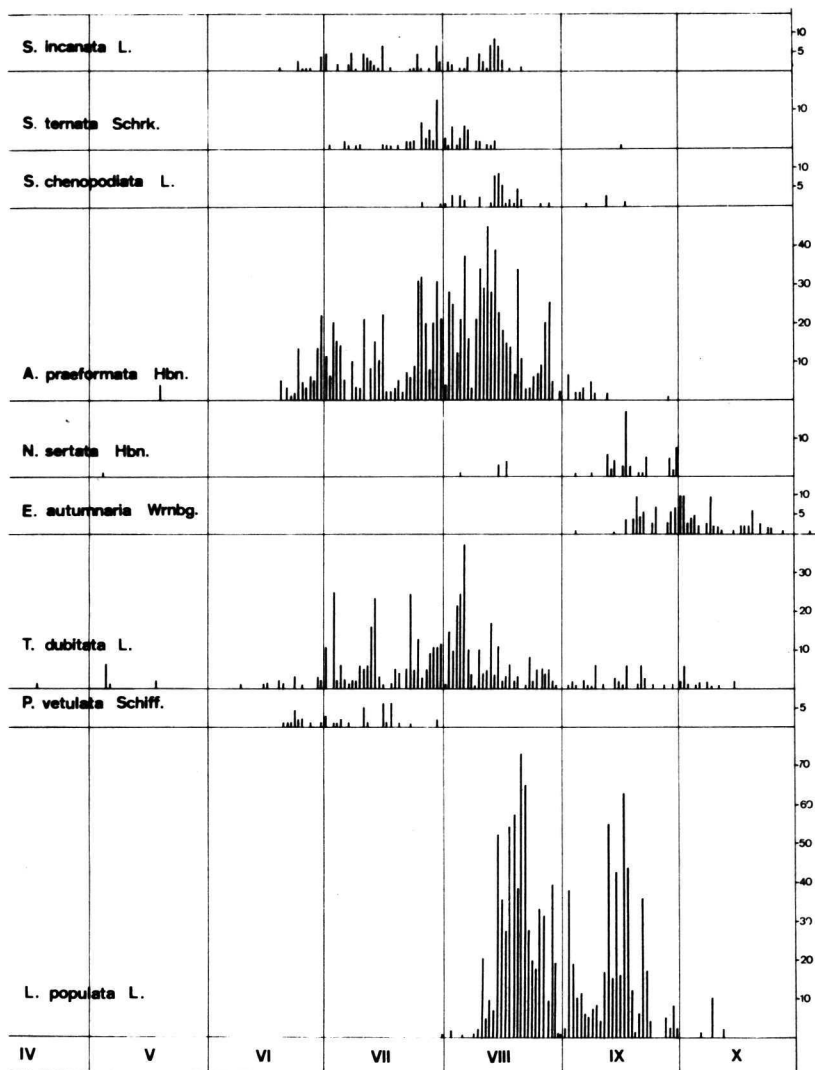 S. incanata L.
10
5
S. ternata Schrk.
10
S. chenopodiata L.
10
5
A. praeformata Hbn.
40
30
20
10
N. sertata Hbn.
10
E. autumnaria Wrnbg.
10
5
T. dubitata L.
30
20
10
P. vetulata Schiff.
5
L. populata L.
70
60
50
40
30
20
10
IV V VI VII VIII IX X